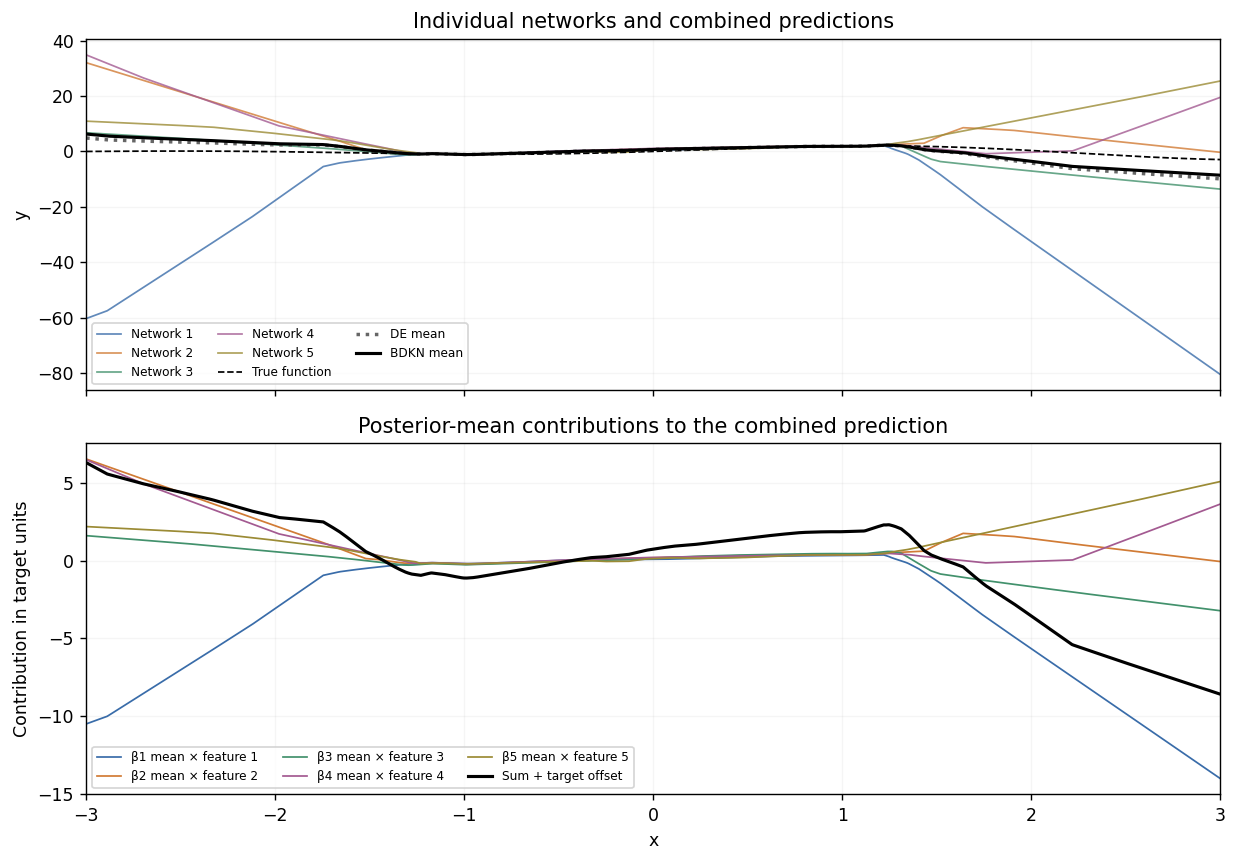 Individual networks and combined predictions
40
20
0
−20
−40
−60
−80
y
Network 1
Network 2
Network 3
Network 4
Network 5
True function
DE mean
BDKN mean
Posterior-mean contributions to the combined prediction
5
0
−5
−10
−15
Contribution in target units
β1 mean × feature 1
β2 mean × feature 2
β3 mean × feature 3
β4 mean × feature 4
β5 mean × feature 5
Sum + target offset
−3
−2
−1
0
1
2
3
x